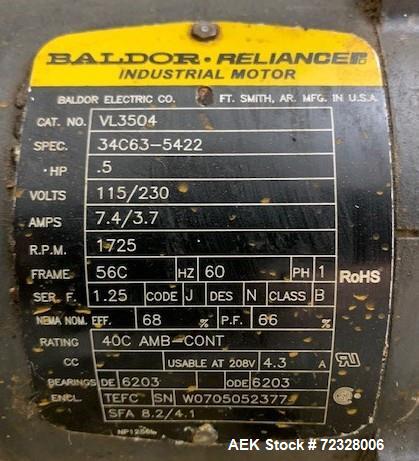 BALDOR · RELIANCER
INDUSTRIAL MOTOR
BALDOR ELECTRIC CO. FT. SMITH, AR. MFG. IN U.S.A.
CAT. NO. VL3504
SPEC. 34C63-5422
HP .5
VOLTS 115/230
AMPS 7.4/3.7
R.P.M. 1725
FRAME 56C HZ 60 PH 1
RoHS
SER. F. 1.25 CODE J DES N CLASS B
NEMA NOM. EFF. 68 % P.F. 66 %
RATING 40C AMB-CONT
CC USABLE AT 208V 4.3 A
BEARINGS DE 6203 ODE 6203
ENCL. TEFC SN W0705052377
SFA 8.2/4.1
AEK Stock # 72328006